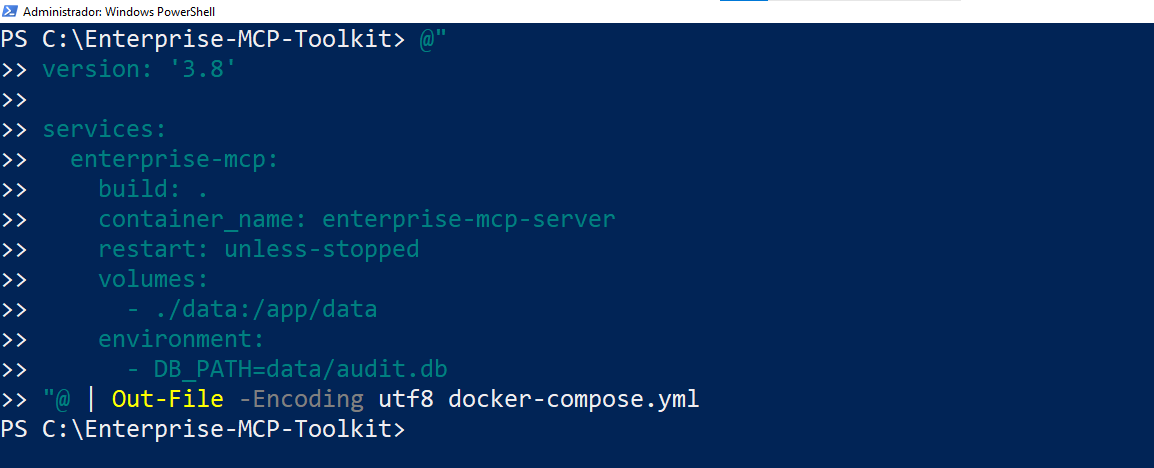 Administrador: Windows PowerShell
PS C:\Enterprise-MCP-Toolkit> @"
>> version: '3.8'
>>
>> services:
>>   enterprise-mcp:
>>     build: .
>>     container_name: enterprise-mcp-server
>>     restart: unless-stopped
>>     volumes:
>>       - ./data:/app/data
>>     environment:
>>       - DB_PATH=data/audit.db
>> "@ | Out-File -Encoding utf8 docker-compose.yml
PS C:\Enterprise-MCP-Toolkit>